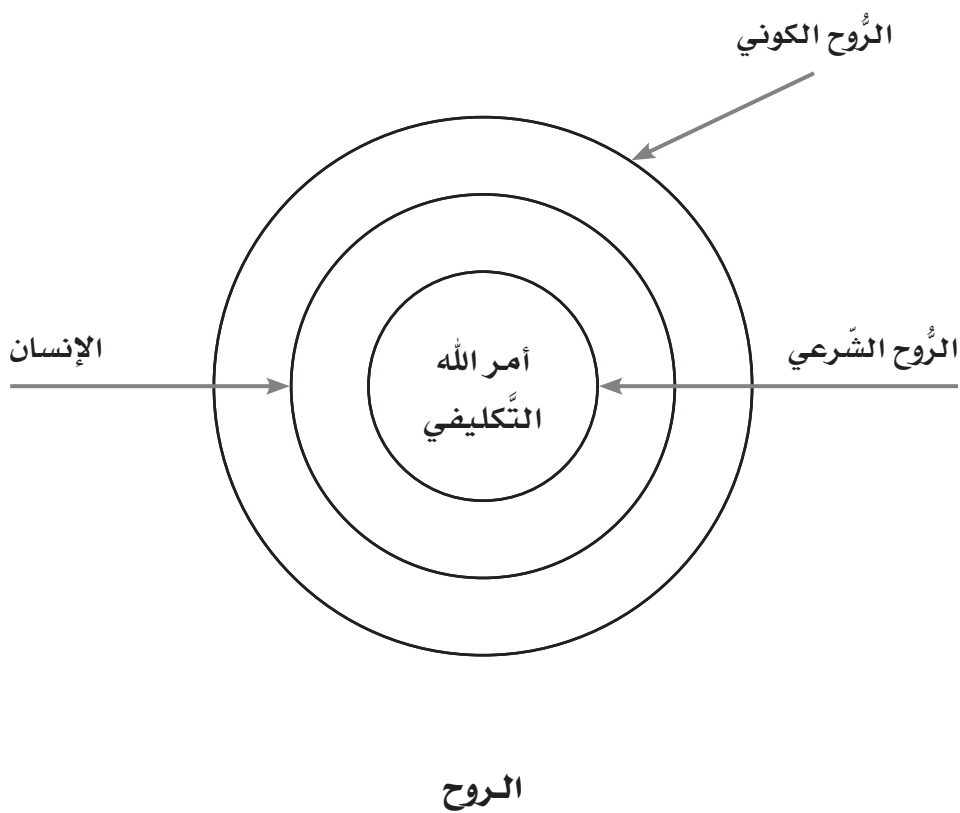 الرُّوح الكوني
الرُّوح الشّرعي
أمر الله
التَّكليفي
الإنسان
الـروح